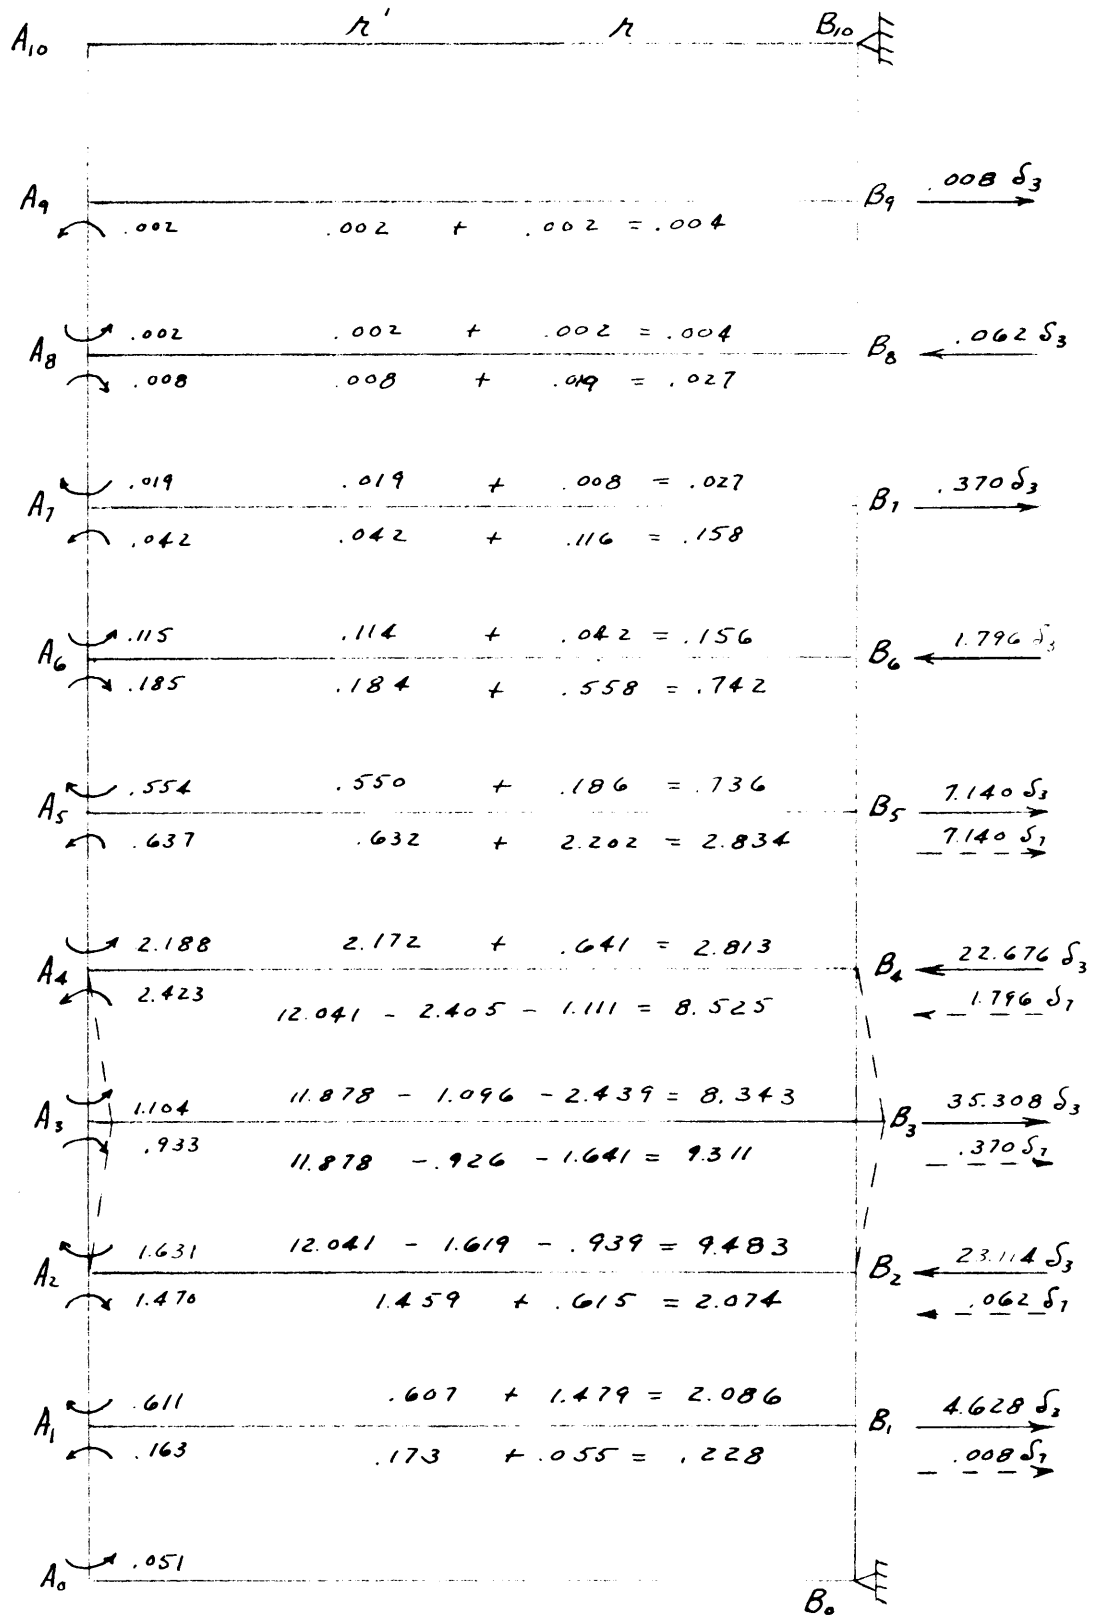 A₁₀ r' r B₁₀
A₉ B₉ .008 δ₃
.002 .002 + .002 = .004
.002 .002 + .002 = .004
A₈ B₈ .062 δ₃
.008 .008 + .019 = .027
.019 .019 + .008 = .027
A₇ B₇ .370 δ₃
.042 .042 + .116 = .158
.115 .114 + .042 = .156
A₆ B₆ 1.796 δ₃
.185 .184 + .558 = .742
.554 .550 + .186 = .736
A₅ B₅ 7.140 δ₃
.637 .632 + 2.202 = 2.834 7.140 δ₇
2.188 2.172 + .641 = 2.813
A₄ B₄ 22.676 δ₃
2.423 12.041 - 2.405 - 1.111 = 8.525 1.796 δ₇
1.104 11.878 - 1.096 - 2.439 = 8.343
A₃ B₃ 35.308 δ₃
.933 11.878 - .926 - 1.641 = 9.311 .370 δ₇
1.631 12.041 - 1.619 - .939 = 9.483
A₂ B₂ 23.114 δ₃
1.470 1.459 + .615 = 2.074 .062 δ₇
.611 .607 + 1.479 = 2.086
A₁ B₁ 4.628 δ₃
.163 .173 + .055 = .228 .008 δ₇
A₀ .051
B₀